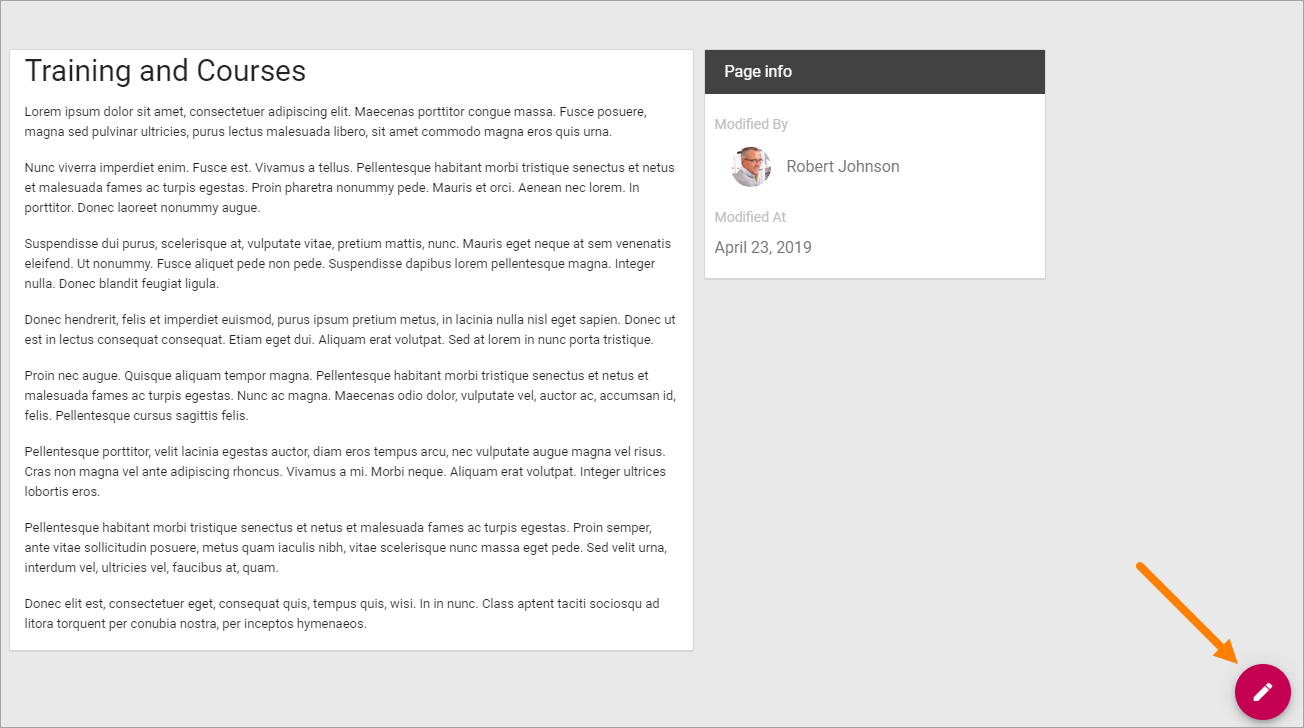 Training and Courses
Lorem ipsum dolor sit amet, consectetuer adipiscing elit. Maecenas porttitor congue massa. Fusce posuere,
magna sed pulvinar ultricies, purus lectus malesuada libero, sit amet commodo magna eros quis urna.
Nunc viverra imperdiet enim. Fusce est. Vivamus a tellus. Pellentesque habitant morbi tristique senectus et netus
et malesuada fames ac turpis egestas. Proin pharetra nonummy pede. Mauris et orci. Aenean nec lorem. In
porttitor. Donec laoreet nonummy augue.
Suspendisse dui purus, scelerisque at, vulputate vitae, pretium mattis, nunc. Mauris eget neque at sem venenatis
eleifend. Ut nonummy. Fusce aliquet pede non pede. Suspendisse dapibus lorem pellentesque magna. Integer
nulla. Donec blandit feugiat ligula.
Donec hendrerit, felis et imperdiet euismod, purus ipsum pretium metus, in lacinia nulla nisl eget sapien. Donec ut
est in lectus consequat consequat. Etiam eget dui. Aliquam erat volutpat. Sed at lorem in nunc porta tristique.
Proin nec augue. Quisque aliquam tempor magna. Pellentesque habitant morbi tristique senectus et netus et
malesuada fames ac turpis egestas. Nunc ac magna. Maecenas odio dolor, vulputate vel, auctor ac, accumsan id,
felis. Pellentesque cursus sagittis felis.
Pellentesque porttitor, velit lacinia egestas auctor, diam eros tempus arcu, nec vulputate augue magna vel risus.
Cras non magna vel ante adipiscing rhoncus. Vivamus a mi. Morbi neque. Aliquam erat volutpat. Integer ultrices
lobortis eros.
Pellentesque habitant morbi tristique senectus et netus et malesuada fames ac turpis egestas. Proin semper,
ante vitae sollicitudin posuere, metus quam iaculis nibh, vitae scelerisque nunc massa eget pede. Sed velit urna,
interdum vel, ultricies vel, faucibus at, quam.
Donec elit est, consectetuer eget, consequat quis, tempus quis, wisi. In in nunc. Class aptent taciti sociosqu ad
litora torquent per conubia nostra, per inceptos hymenaeos.
Page info
Modified By
Robert Johnson
Modified At
April 23, 2019